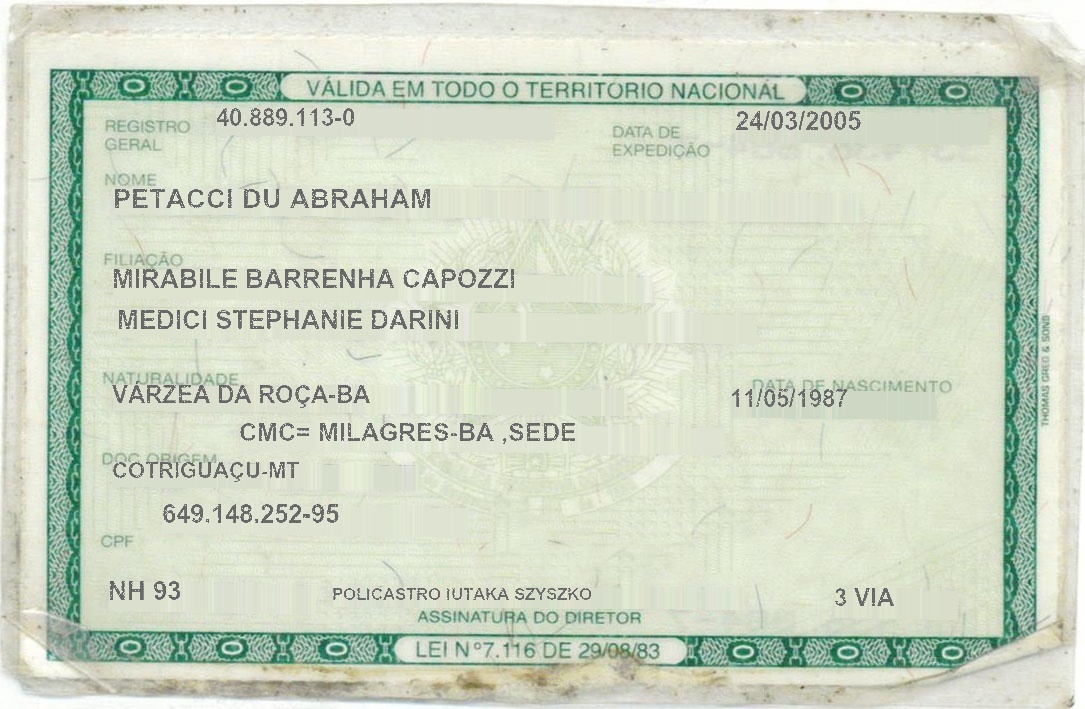 VÁLIDA EM TODO O TERRITORIO NACIONAL
REGISTRO GERAL 40.889.113-0 DATA DE EXPEDIÇÃO 24/03/2005
NOME
PETACCI DU ABRAHAM
FILIAÇÃO
MIRABILE BARRENHA CAPOZZI
MEDICI STEPHANIE DARINI
NATURALIDADE DATA DE NASCIMENTO
VÁRZEA DA ROÇA-BA 11/05/1987
CMC= MILAGRES-BA ,SEDE
DOC ORIGEM
COTRIGUAÇU-MT
649.148.252-95
CPF
NH 93 POLICASTRO IUTAKA SZYSZKO 3 VIA
ASSINATURA DO DIRETOR
LEI Nº7.116 DE 29/08/83
THOMAS GREG & SONS